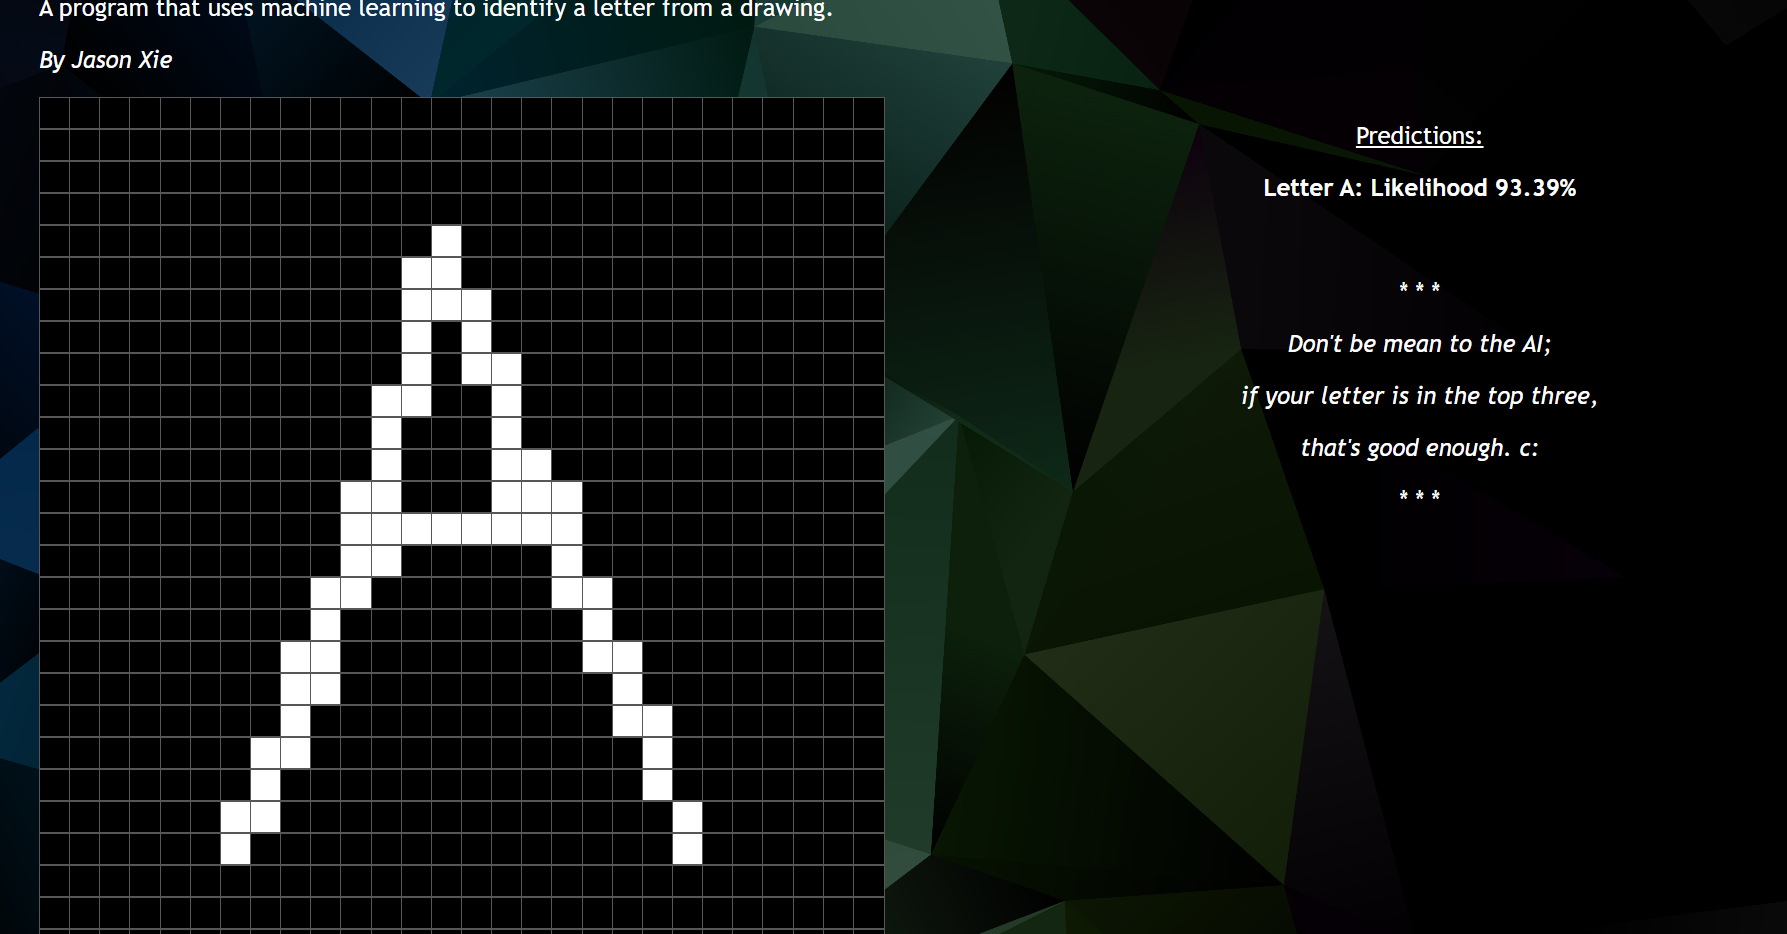 A program that uses machine learning to identify a letter from a drawing.
By Jason Xie
Predictions:
Letter A: Likelihood 93.39%
* * *
Don't be mean to the AI;
if your letter is in the top three,
that's good enough. c:
* * *